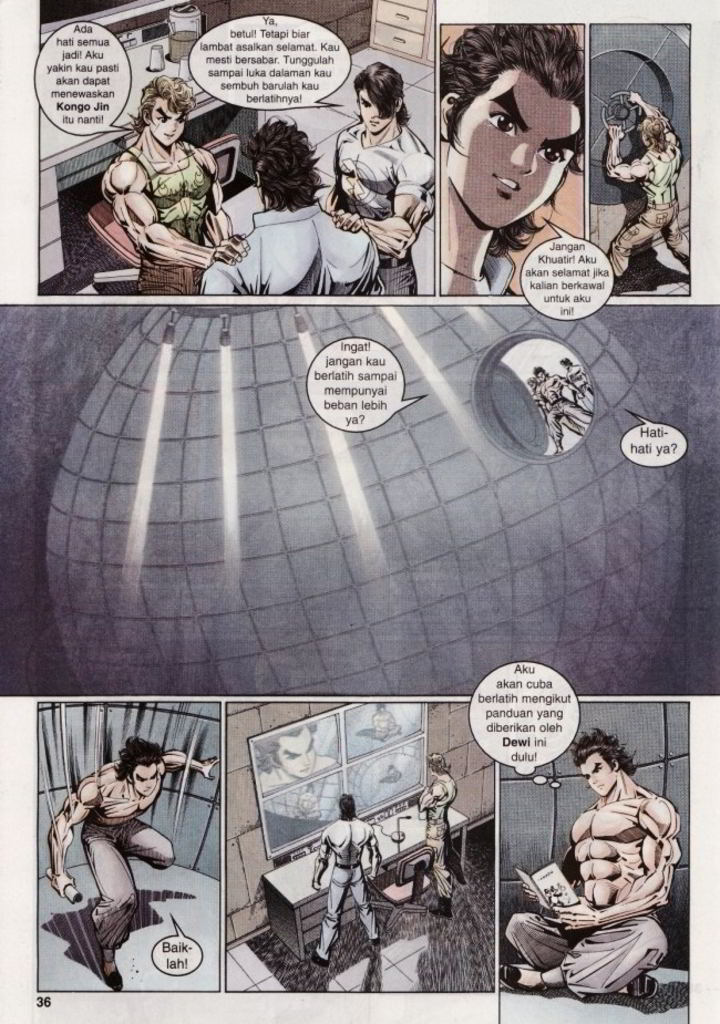 Ada
hati semua
jadi! Aku
yakin kau pasti
akan dapat
menewaskan
Kongo Jin
itu nanti!
Ya,
betul! Tetapi biar
lambat asalkan selamat. Kau
mesti bersabar. Tunggulah
sampai luka dalaman kau
sembuh barulah kau
berlatihnya!
Jangan
Khuatir! Aku
akan selamat jika
kalian berkawal
untuk aku
ini!
Ingat!
jangan kau
berlatih sampai
mempunyai
beban lebih
ya?
Hati-
hati ya?
Baik-
lah!
Aku
akan cuba
berlatih mengikut
panduan yang
diberikan oleh
Dewi ini
dulu!
36